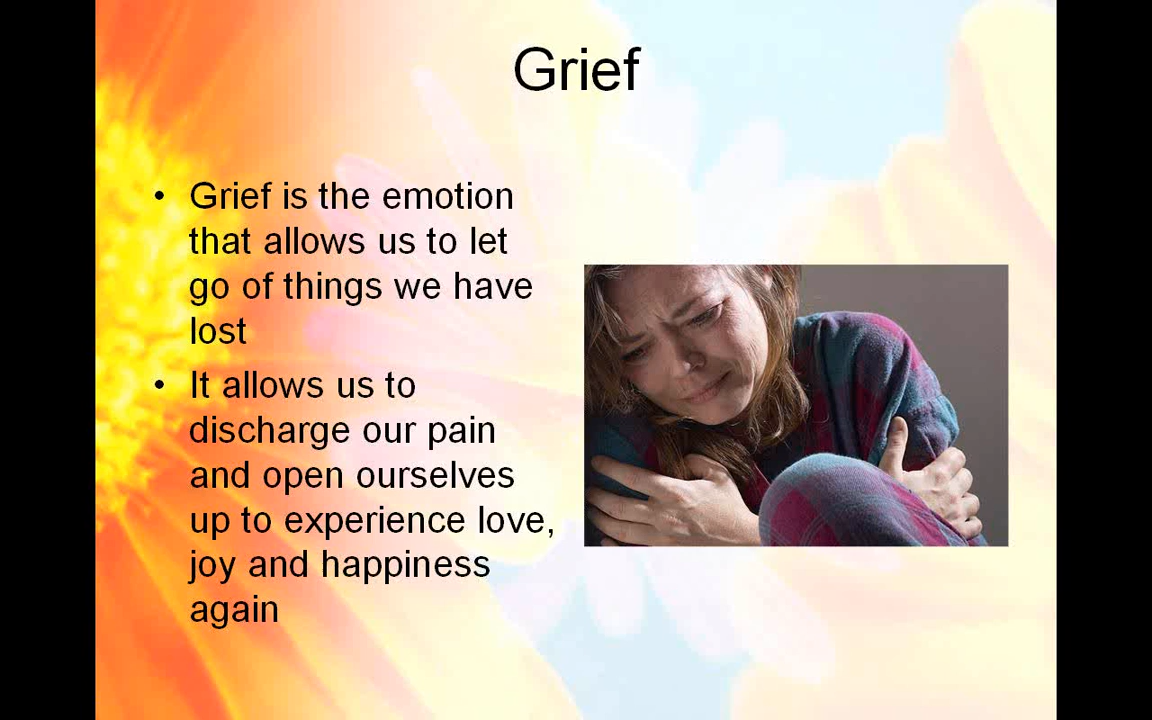 Grief
• Grief is the emotion
that allows us to let
go of things we have
lost
• It allows us to
discharge our pain
and open ourselves
up to experience love,
joy and happiness
again